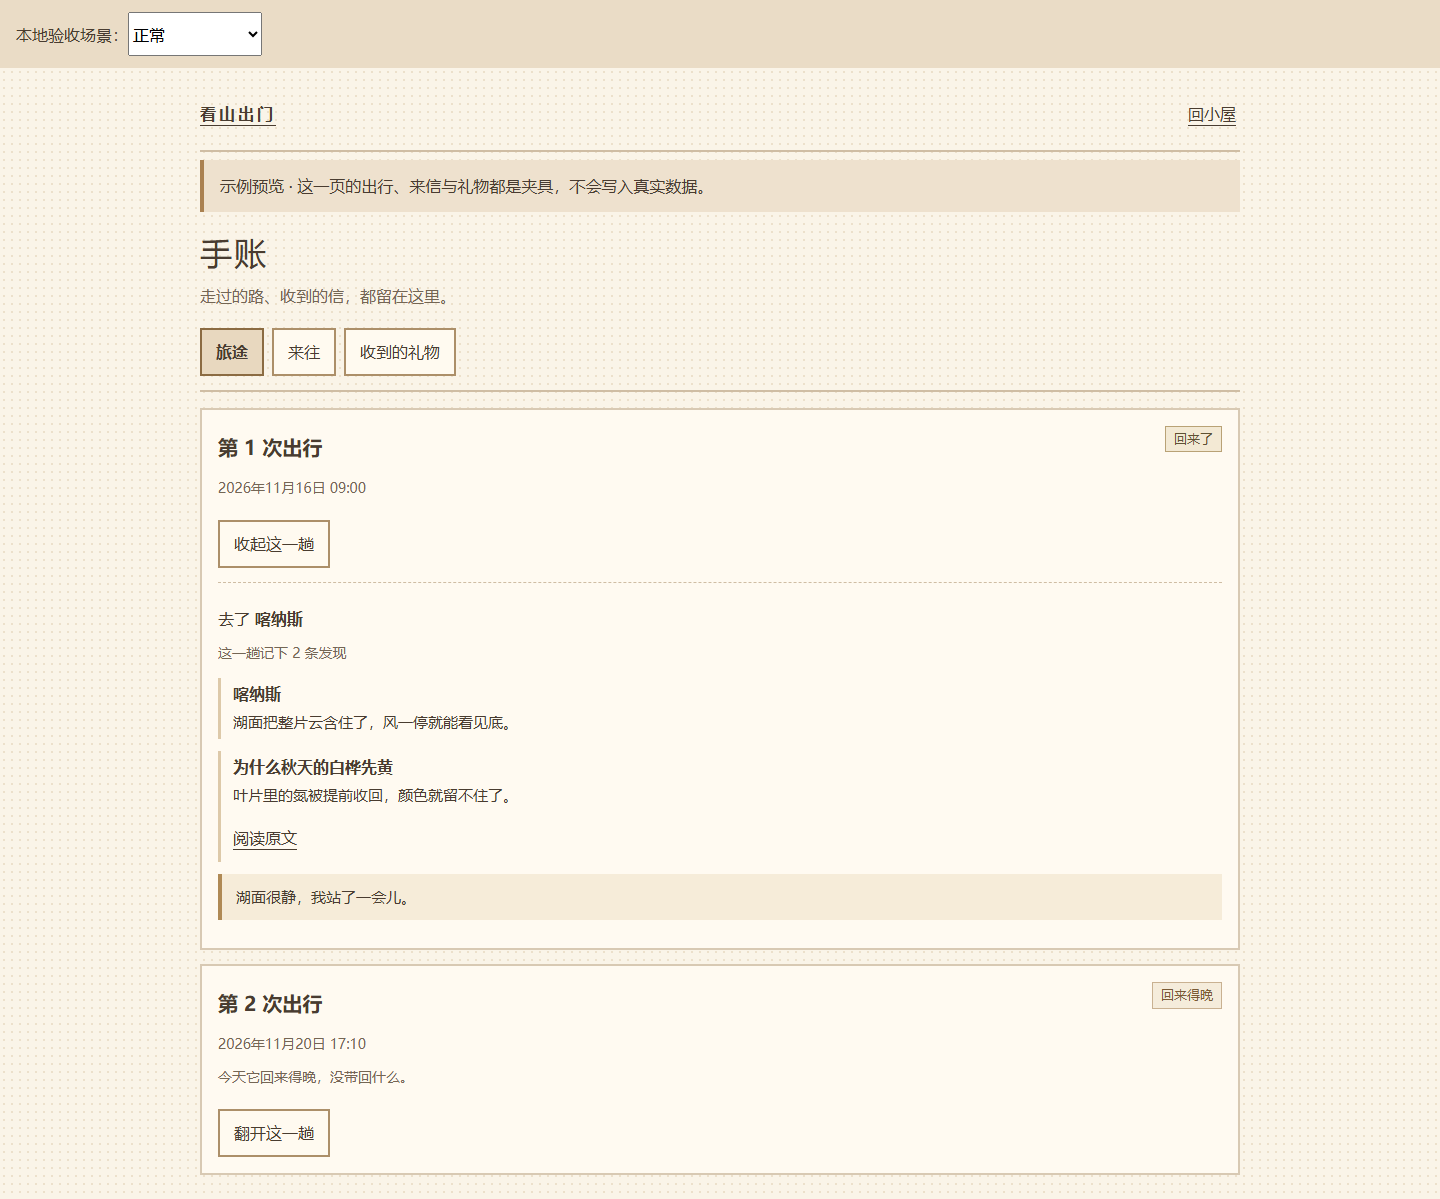 本地验收场景： 正常
看山出门 回小屋
示例预览 · 这一页的出行、来信与礼物都是夹具，不会写入真实数据。
手账
走过的路、收到的信，都留在这里。
旅途 来往 收到的礼物
第 1 次出行 回来了
2026年11月16日 09:00
收起这一趟
去了 喀纳斯
这一趟记下 2 条发现
喀纳斯
湖面把整片云含住了，风一停就能看见底。
为什么秋天的白桦先黄
叶片里的氮被提前收回，颜色就留不住了。
阅读原文
湖面很静，我站了一会儿。
第 2 次出行 回来得晚
2026年11月20日 17:10
今天它回来得晚，没带回什么。
翻开这一趟